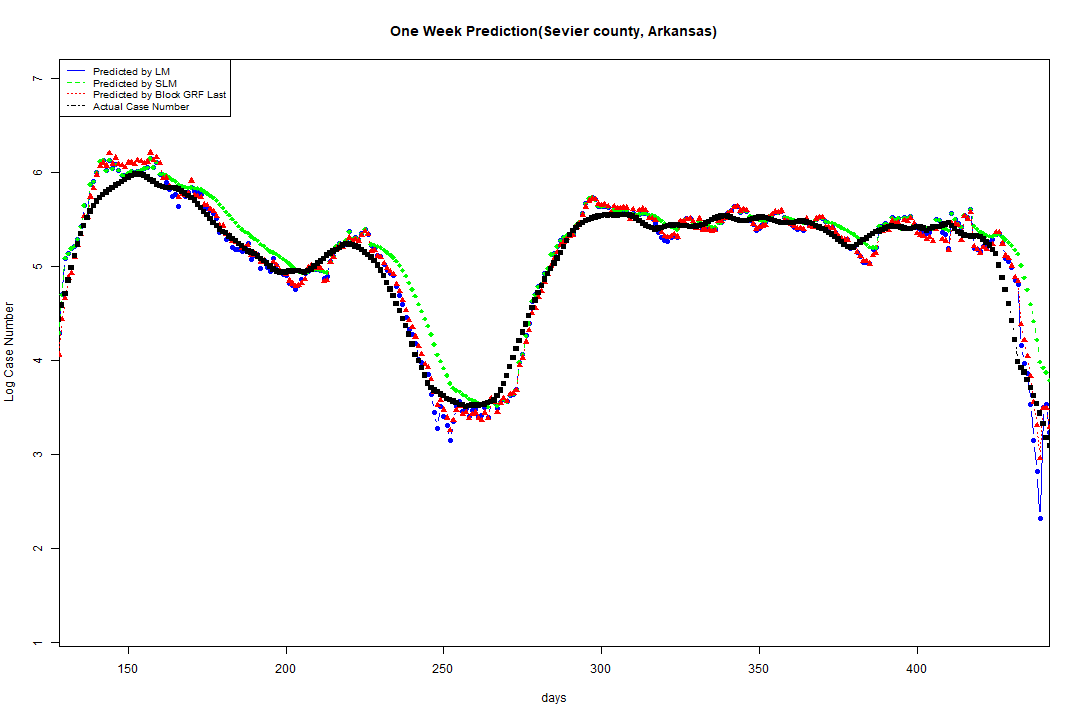 One Week Prediction(Sevier county, Arkansas)
Predicted by LM
Predicted by SLM
Predicted by Block GRF Last
Actual Case Number
7
6
5
4
3
2
1
Log Case Number
150 200 250 300 350 400
days